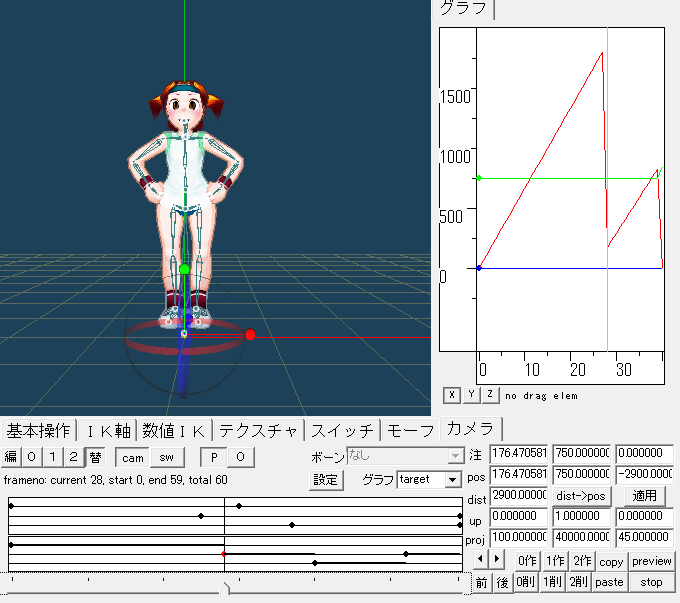 グラフ
1500
1000
500
0
0 10 20 30
X Y Z no drag elem
基本操作 ＩＫ軸 数値ＩＫ テクスチャ スイッチ モーフ カメラ
編 0 1 2 替 cam sw P O ボーン なし
frameno: current 28, start 0, end 59, total 60 設定 グラフ target
注 176.470581 750.000000 0.000000
pos 176.470581 750.000000 -2900.0000
dist 2900.00000 dist->pos 適用
up 0.000000 1.000000 0.000000
proj 100.000000 40000.0000 45.000000
0作 1作 2作 copy preview
前 後 0削 1削 2削 paste stop